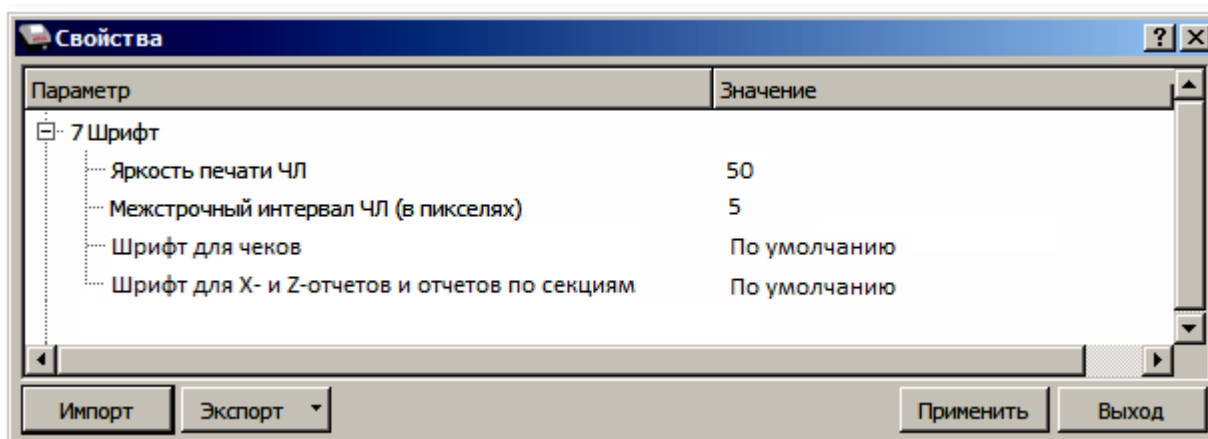 Свойства
Параметр Значение
7 Шрифт
Яркость печати ЧЛ 50
Межстрочный интервал ЧЛ (в пикселях) 5
Шрифт для чеков По умолчанию
Шрифт для X- и Z-отчетов и отчетов по секциям По умолчанию
Импорт Экспорт Применить Выход